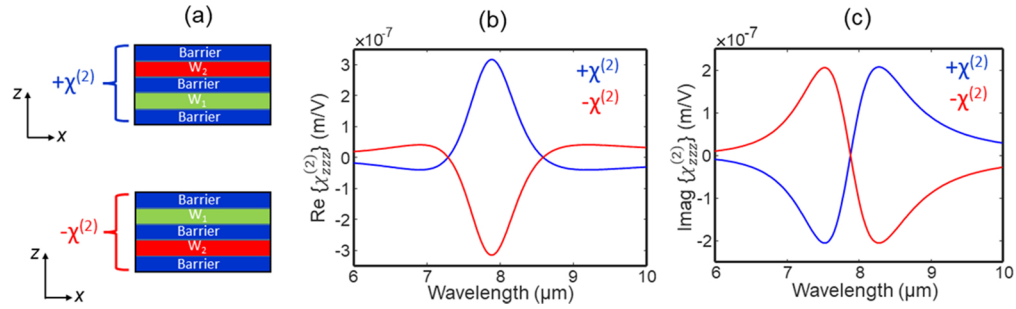 (a)
Barrier
W₂
Barrier
W₁
Barrier
+χ⁽²⁾
z
x
Barrier
W₁
Barrier
W₂
Barrier
-χ⁽²⁾
z
x
(b)
×10⁻⁷
+χ⁽²⁾
-χ⁽²⁾
3
2
1
0
-1
-2
-3
Re {χ⁽²⁾zzz} (m/V)
6 7 8 9 10
Wavelength (μm)
(c)
×10⁻⁷
+χ⁽²⁾
-χ⁽²⁾
2
1
0
-1
-2
Imag {χ⁽²⁾zzz} (m/V)
6 7 8 9 10
Wavelength (μm)